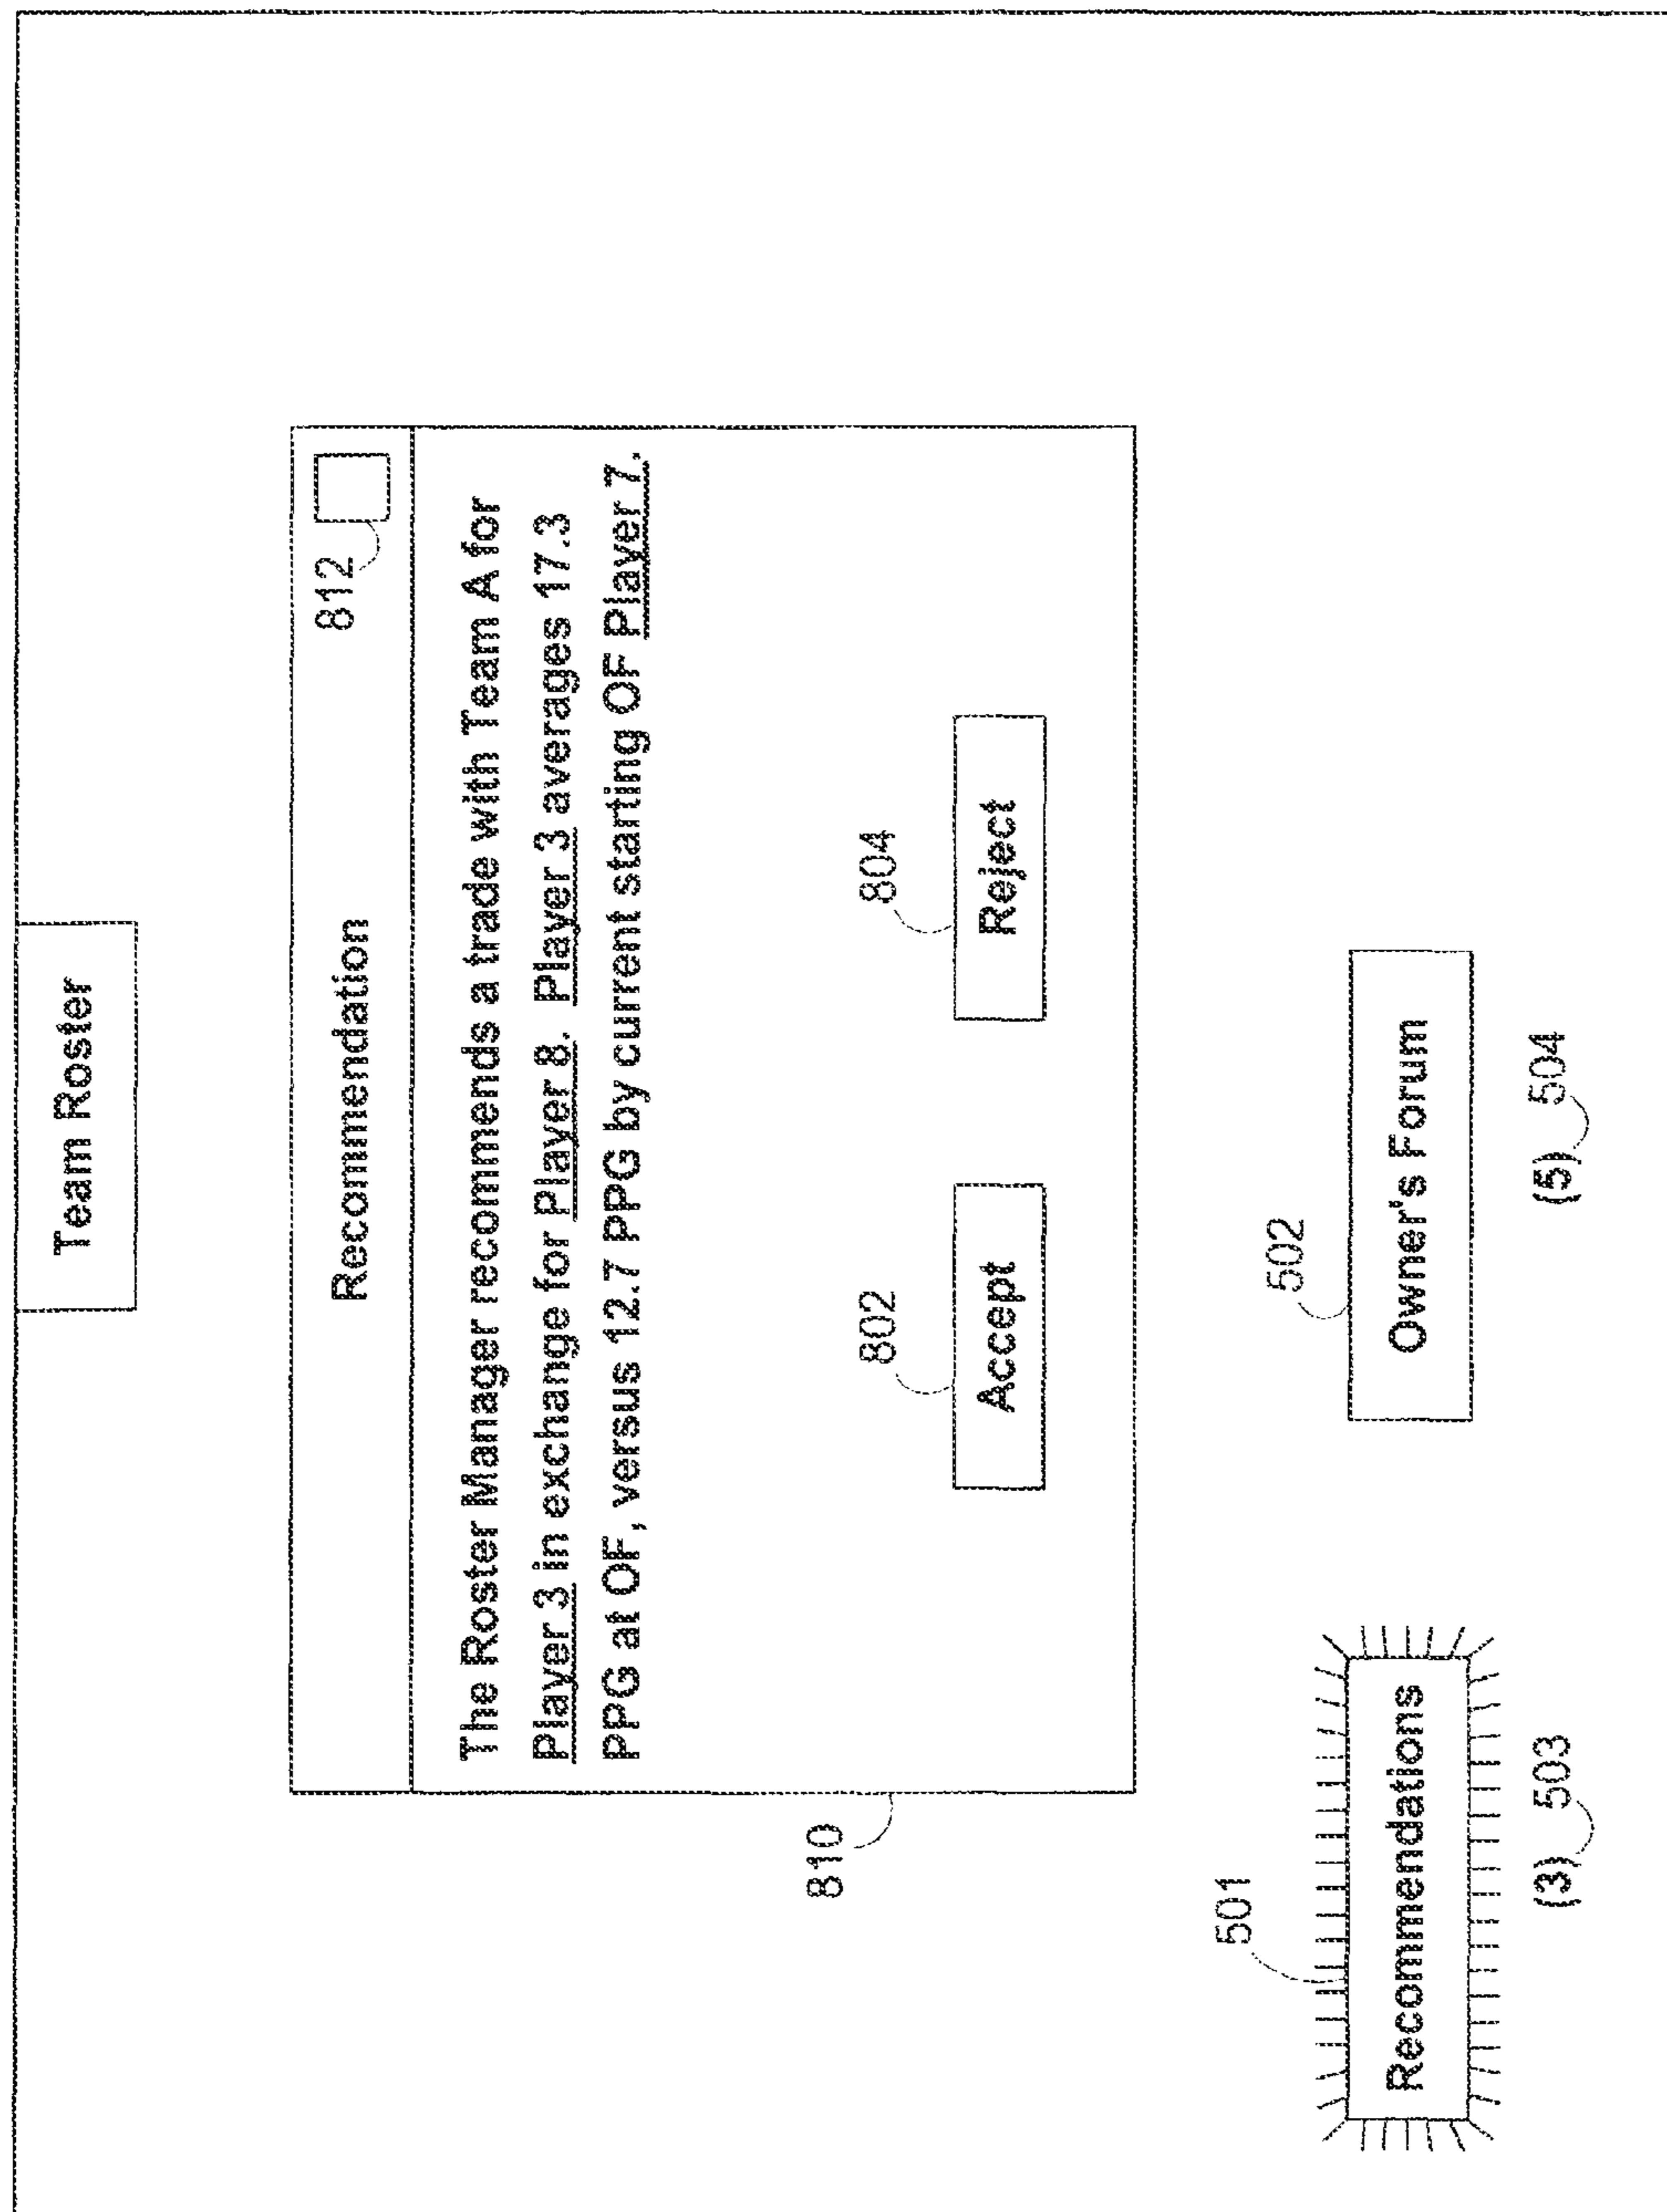 Team Roster
Recommendation
812
The Roster Manager recommends a trade with Team A for
Player 3 in exchange for Player 8. Player 3 averages 17.3
PPG at OF, versus 12.7 PPG by current starting OF Player 7.
810
802
804
Accept
Reject
501
502
Recommendations
Owner's Forum
(3) 503
(5) 504